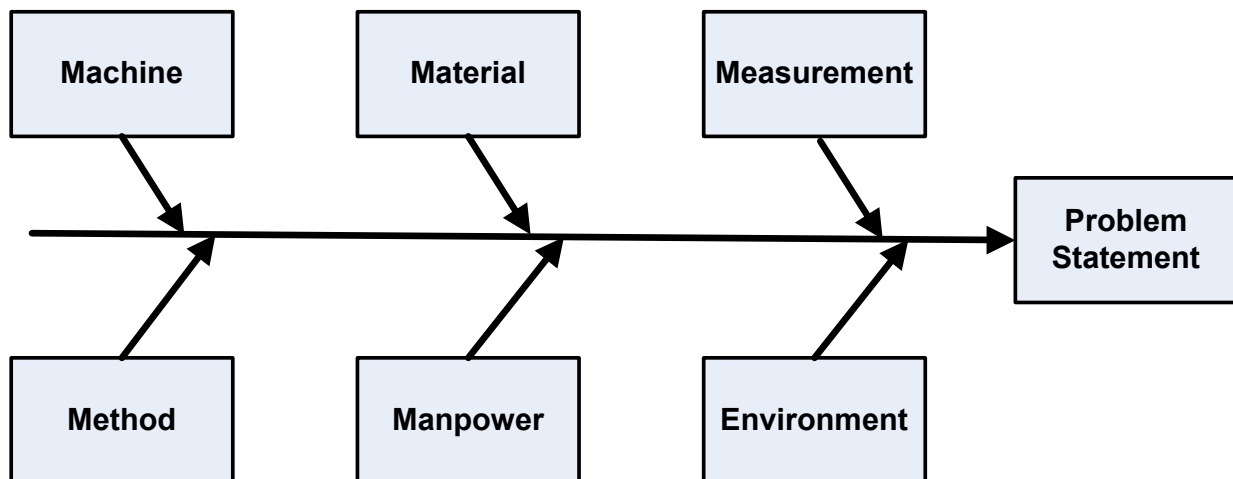 Machine
Material
Measurement
Problem
Statement
Method
Manpower
Environment